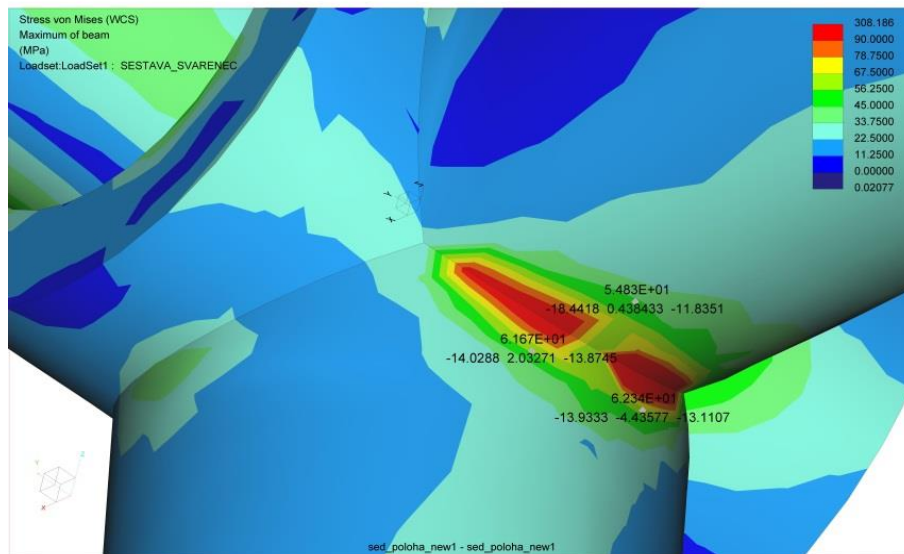 Stress von Mises (WCS)
Maximum of beam
(MPa)
Loadset:LoadSet1 : SESTAVA_SVARENEC
308.186
90.0000
78.7500
67.5000
56.2500
45.0000
33.7500
22.5000
11.2500
0.00000
0.02077
Z
Y
X
5.483E+01
-18.4418 0.438433 -11.8351
6.167E+01
-14.0288 2.03271 -13.8745
6.234E+01
-13.9333 -4.43577 -13.1107
Y
Z
X
sed_poloha_new1 - sed_poloha_new1